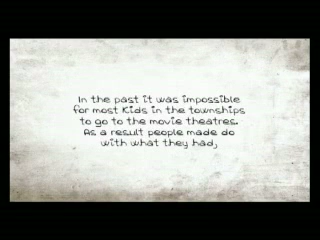 In the past it was impossible
for most Kids in the townships
to go to the movie theatres.
As a result people made do
with what they had,